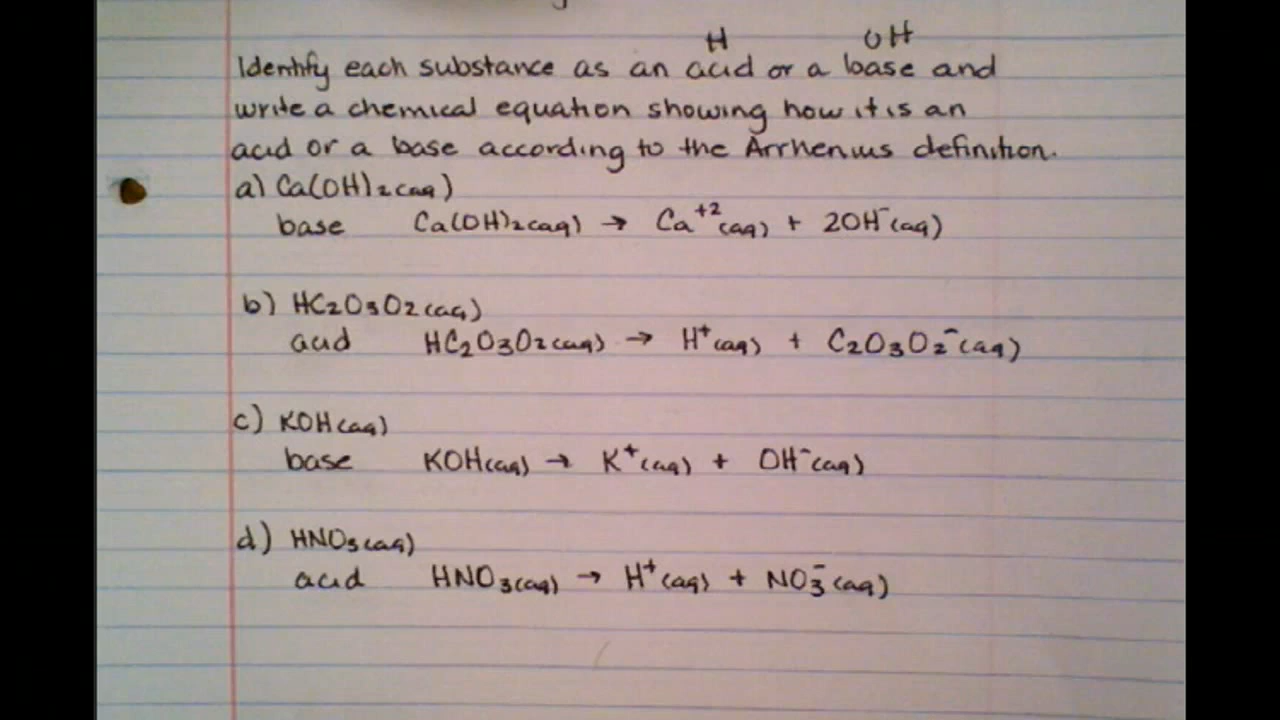 H OH
Identify each substance as an acid or a base and
write a chemical equation showing how it is an
acid or a base according to the Arrhenius definition.
a) Ca(OH)₂(aq)
base Ca(OH)₂(aq) → Ca⁺²(aq) + 2OH⁻(aq)
b) HC₂O₃O₂(aq)
acid HC₂O₃O₂(aq) → H⁺(aq) + C₂O₃O₂⁻(aq)
c) KOH(aq)
base KOH(aq) → K⁺(aq) + OH⁻(aq)
d) HNO₃(aq)
acid HNO₃(aq) → H⁺(aq) + NO₃⁻(aq)